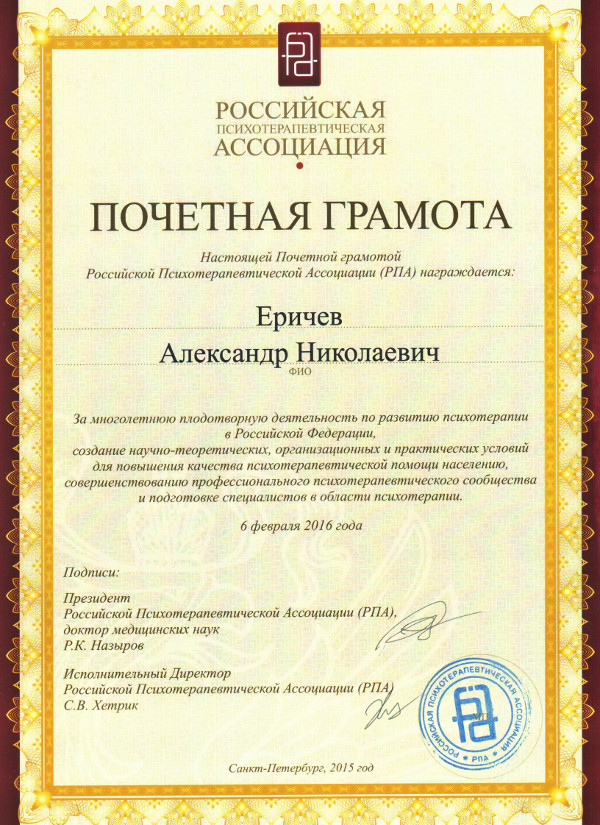 РОССИЙСКАЯ
ПСИХОТЕРАПЕВТИЧЕСКАЯ
АССОЦИАЦИЯ
ПОЧЕТНАЯ ГРАМОТА
Настоящей Почетной грамотой
Российской Психотерапевтической Ассоциации (РПА) награждается:
Еричев
Александр Николаевич
ФИО
За многолетнюю плодотворную деятельность по развитию психотерапии
в Российской Федерации,
создание научно-теоретических, организационных и практических условий
для повышения качества психотерапевтической помощи населению,
совершенствованию профессионального психотерапевтического сообщества
и подготовке специалистов в области психотерапии.
6 февраля 2016 года
Подписи:
Президент
Российской Психотерапевтической Ассоциации (РПА),
доктор медицинских наук
Р.К. Назыров
Исполнительный Директор
Российской Психотерапевтической Ассоциации (РПА)
С.В. Хетрик
РОССИЙСКАЯ ПСИХОТЕРАПЕВТИЧЕСКАЯ АССОЦИАЦИЯ
РПА
МП
Санкт-Петербург, 2015 год